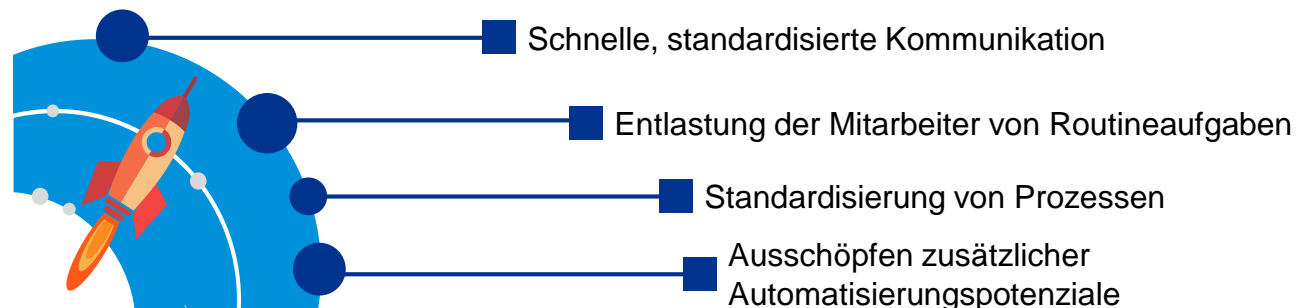 Schnelle, standardisierte Kommunikation
Entlastung der Mitarbeiter von Routineaufgaben
Standardisierung von Prozessen
Ausschöpfen zusätzlicher
Automatisierungspotenziale